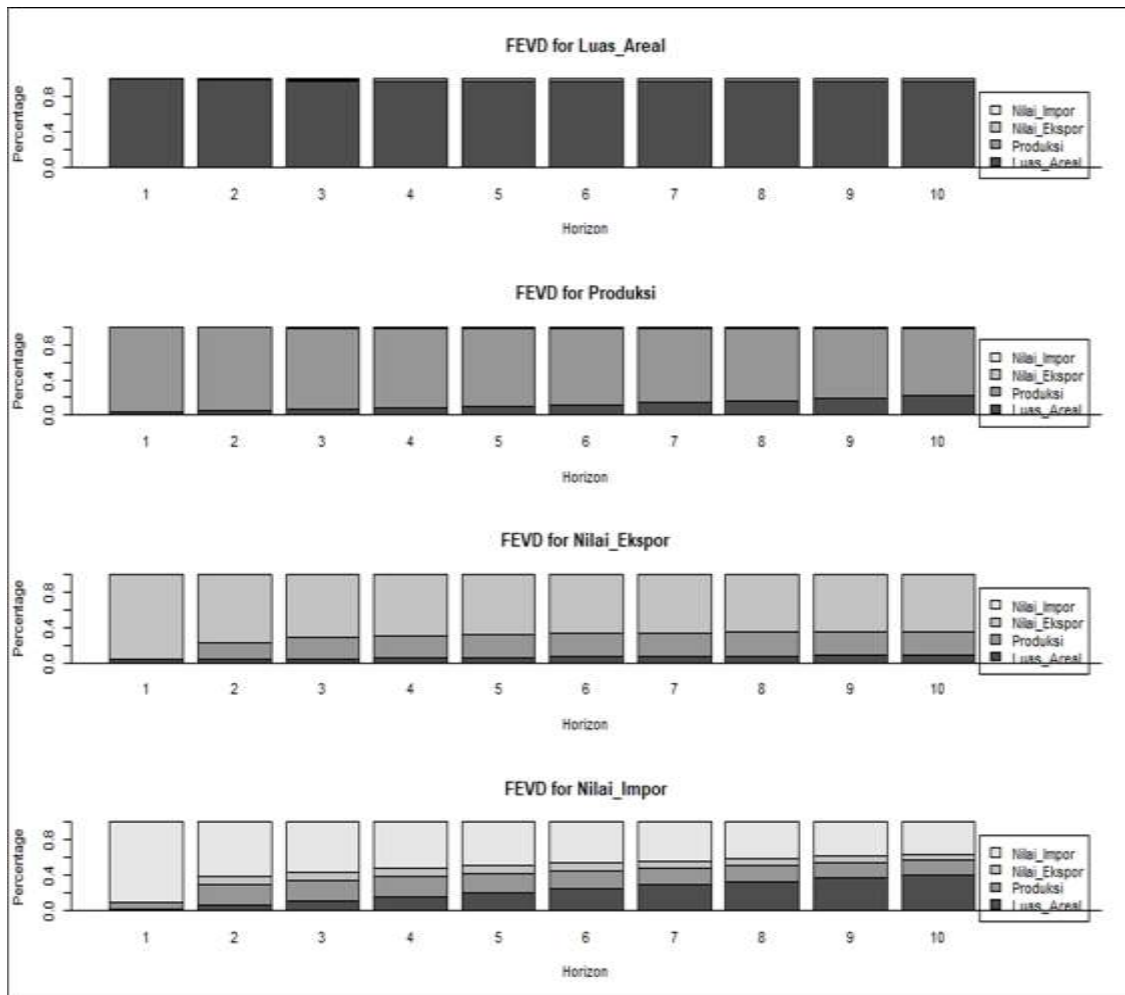 FEVD for Luas_Areal
Percentage
0.0 0.4 0.8
1 2 3 4 5 6 7 8 9 10
Horizon
Nilai_Impor
Nilai_Ekspor
Produksi
Luas_Areal
FEVD for Produksi
Percentage
0.0 0.4 0.8
1 2 3 4 5 6 7 8 9 10
Horizon
Nilai_Impor
Nilai_Ekspor
Produksi
Luas_Areal
FEVD for Nilai_Ekspor
Percentage
0.0 0.4 0.8
1 2 3 4 5 6 7 8 9 10
Horizon
Nilai_Impor
Nilai_Ekspor
Produksi
Luas_Areal
FEVD for Nilai_Impor
Percentage
0.0 0.4 0.8
1 2 3 4 5 6 7 8 9 10
Horizon
Nilai_Impor
Nilai_Ekspor
Produksi
Luas_Areal